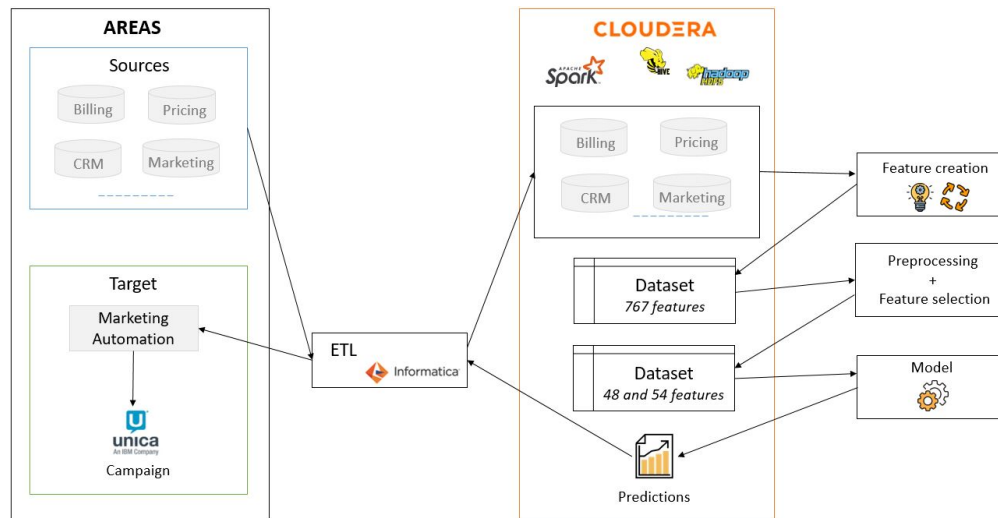 AREAS
Sources
Billing
Pricing
CRM
Marketing
Target
Marketing
Automation
unica
An IBM Company
Campaign
ETL
Informatica
CLOUDERA
APACHE
Spark
HIVE
hadoop
HDFS
Billing
Pricing
CRM
Marketing
Dataset
767 features
Dataset
48 and 54 features
Predictions
Feature creation
Preprocessing
+
Feature selection
Model